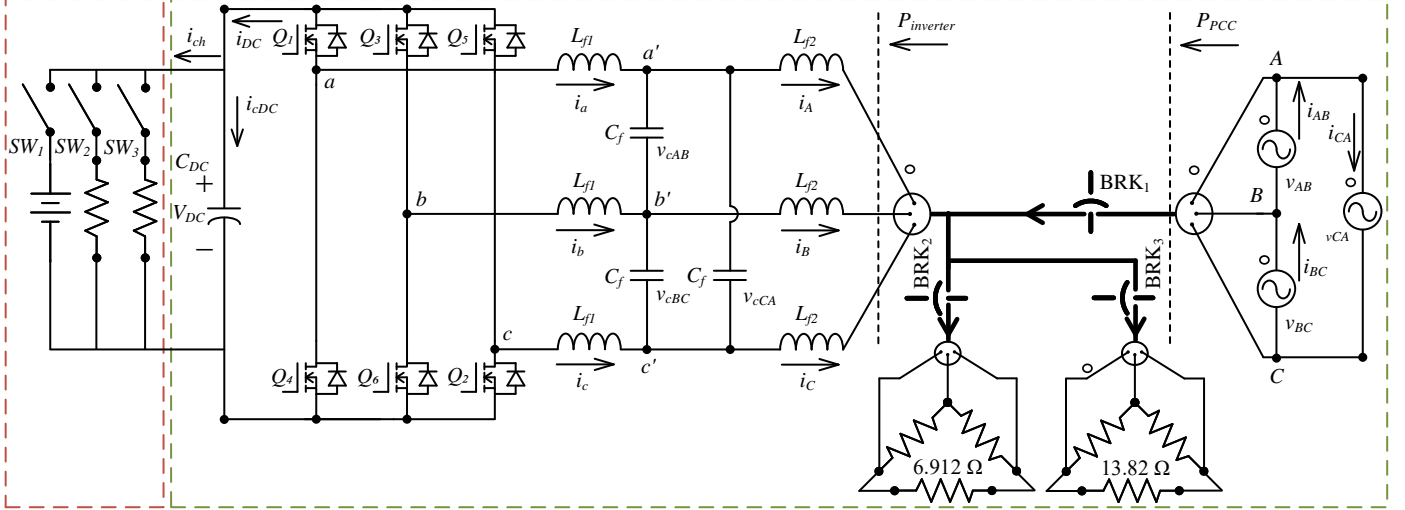 P_inverter
P_PCC
i_ch
i_DC
Q_1
Q_3
Q_5
L_f1
a'
L_f2
A
a
i_a
i_A
i_AB
i_CA
i_cDC
SW_1
SW_2
SW_3
C_f
v_cAB
C_DC
+
V_DC
−
b
L_f1
b'
L_f2
BRK_1
B
v_AB
v_CA
i_b
i_B
BRK_2
BRK_3
C_f
v_cBC
C_f
v_cCA
i_BC
v_BC
c
L_f1
L_f2
Q_4
Q_6
Q_2
i_c
c'
i_C
C
6.912 Ω
13.82 Ω